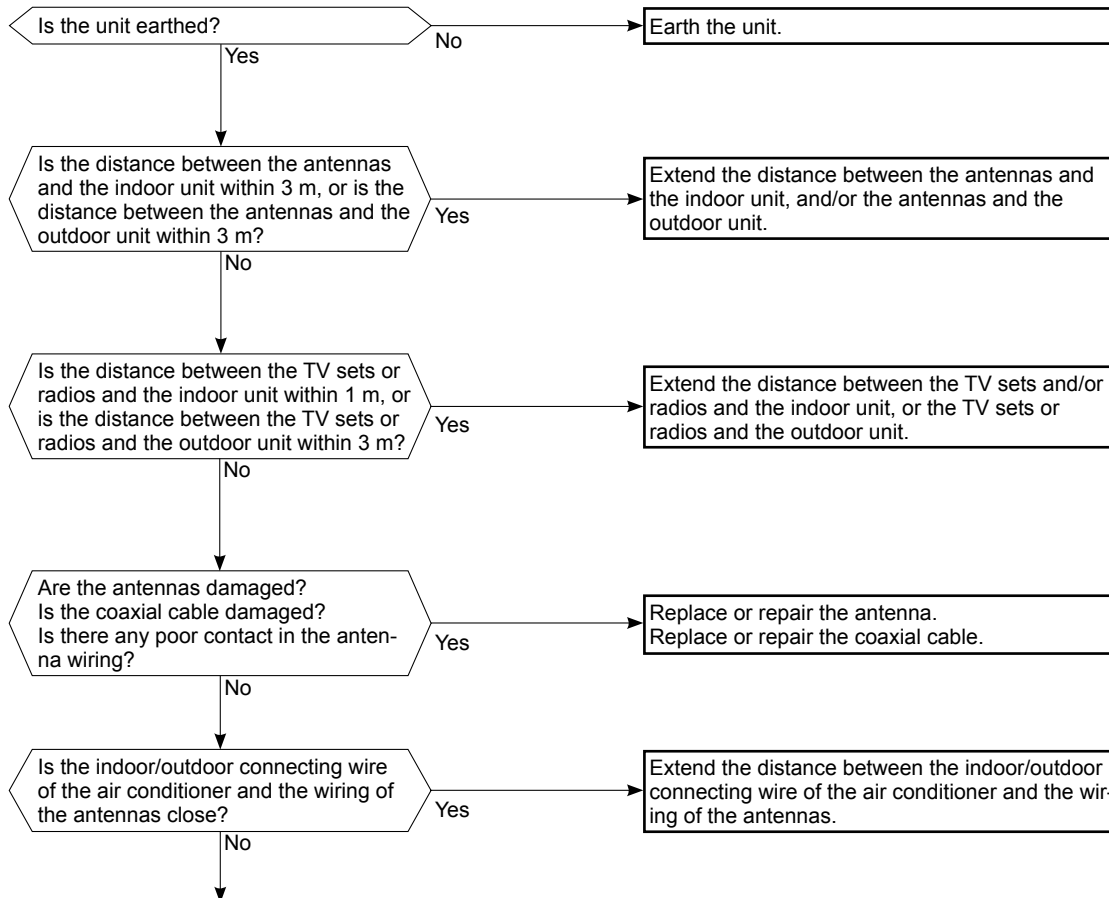 Is the unit earthed?
No
Earth the unit.
Yes
Is the distance between the antennas
and the indoor unit within 3 m, or is the
distance between the antennas and the
outdoor unit within 3 m?
Yes
Extend the distance between the antennas and
the indoor unit, and/or the antennas and the
outdoor unit.
No
Is the distance between the TV sets or
radios and the indoor unit within 1 m, or
is the distance between the TV sets or
radios and the outdoor unit within 3 m?
Yes
Extend the distance between the TV sets and/or
radios and the indoor unit, or the TV sets or
radios and the outdoor unit.
No
Are the antennas damaged?
Is the coaxial cable damaged?
Is there any poor contact in the anten-
na wiring?
Yes
Replace or repair the antenna.
Replace or repair the coaxial cable.
No
Is the indoor/outdoor connecting wire
of the air conditioner and the wiring of
the antennas close?
Yes
Extend the distance between the indoor/outdoor
connecting wire of the air conditioner and the wir-
ing of the antennas.
No